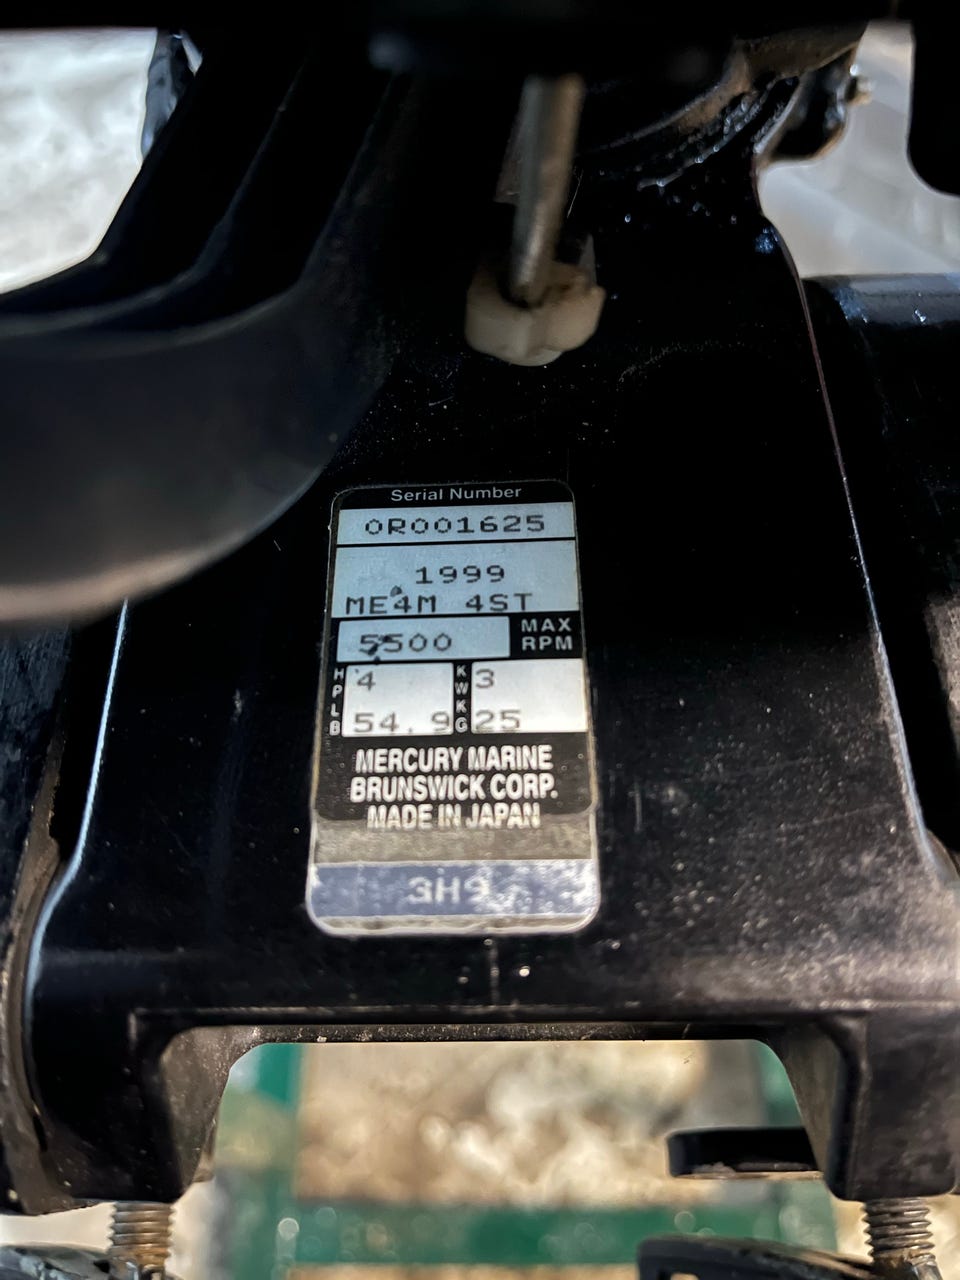 Serial Number
0R001625
1999
ME4M 4ST
5500 MAX RPM
HP 4 KW 3
LB 54.9 KG 25
MERCURY MARINE
BRUNSWICK CORP.
MADE IN JAPAN
3H9